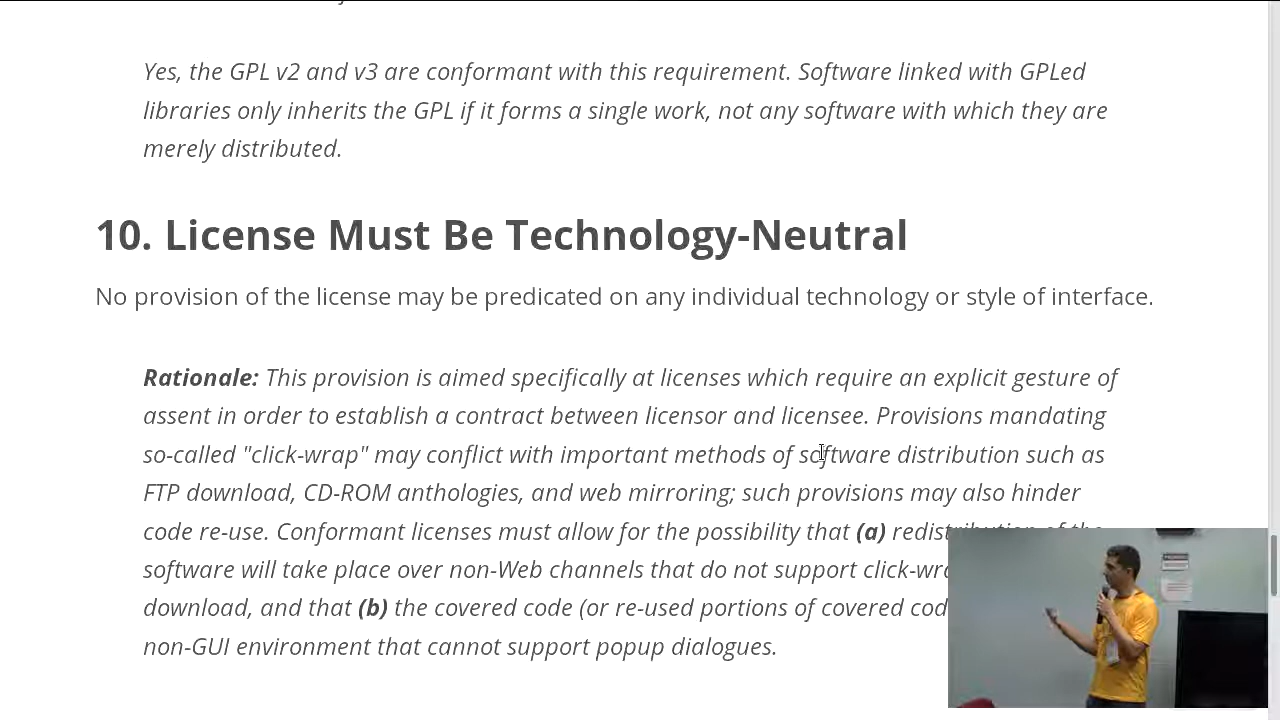 Yes, the GPL v2 and v3 are conformant with this requirement. Software linked with GPLed
libraries only inherits the GPL if it forms a single work, not any software with which they are
merely distributed.
10. License Must Be Technology-Neutral
No provision of the license may be predicated on any individual technology or style of interface.
Rationale: This provision is aimed specifically at licenses which require an explicit gesture of
assent in order to establish a contract between licensor and licensee. Provisions mandating
so-called "click-wrap" may conflict with important methods of software distribution such as
FTP download, CD-ROM anthologies, and web mirroring; such provisions may also hinder
code re-use. Conformant licenses must allow for the possibility that (a) redistribution of the
software will take place over non-Web channels that do not support
download, and that (b) the covered code (or re-used portions of covered
non-GUI environment that cannot support popup dialogues.